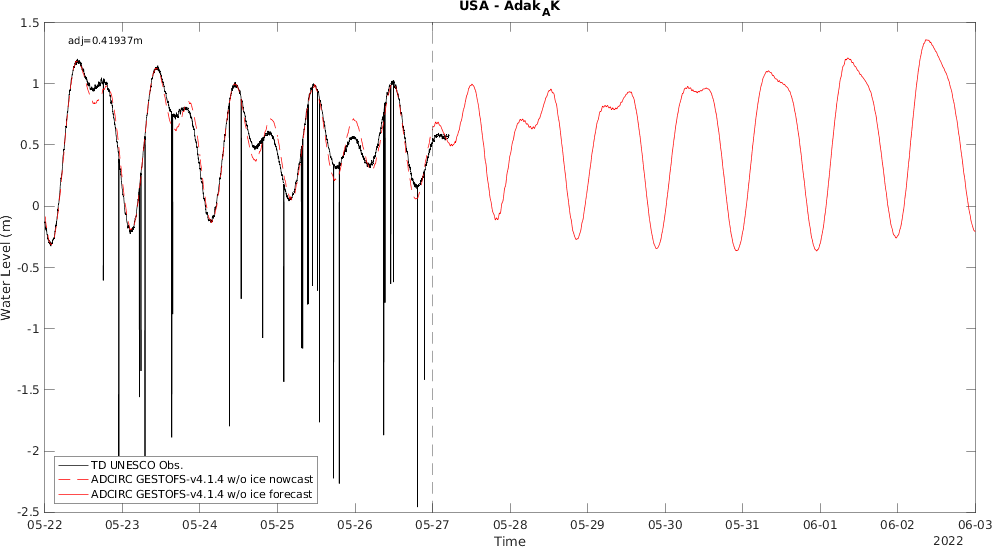 USA - Adak_AK
adj=0.41937m
1.5
1
0.5
0
-0.5
-1
-1.5
-2
-2.5
Water Level (m)
TD UNESCO Obs.
ADCIRC GESTOFS-v4.1.4 w/o ice nowcast
ADCIRC GESTOFS-v4.1.4 w/o ice forecast
05-22 05-23 05-24 05-25 05-26 05-27 05-28 05-29 05-30 05-31 06-01 06-02 06-03
Time
2022